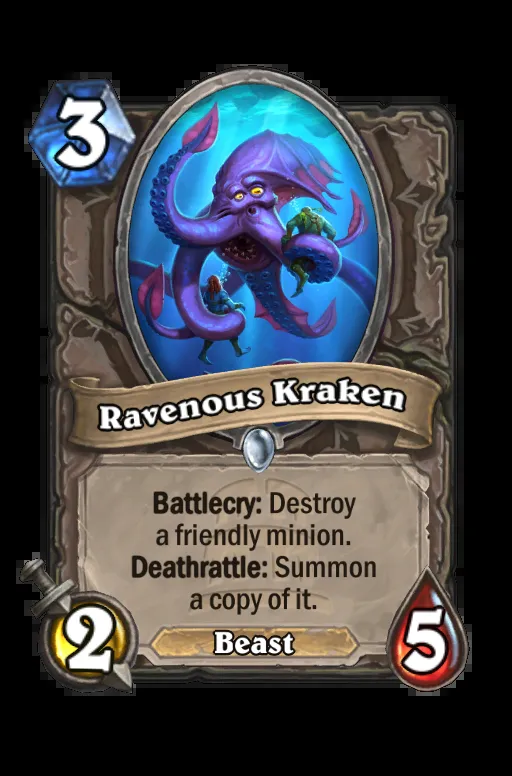 3
Ravenous Kraken
Battlecry: Destroy
a friendly minion.
Deathrattle: Summon
a copy of it.
2
Beast
5